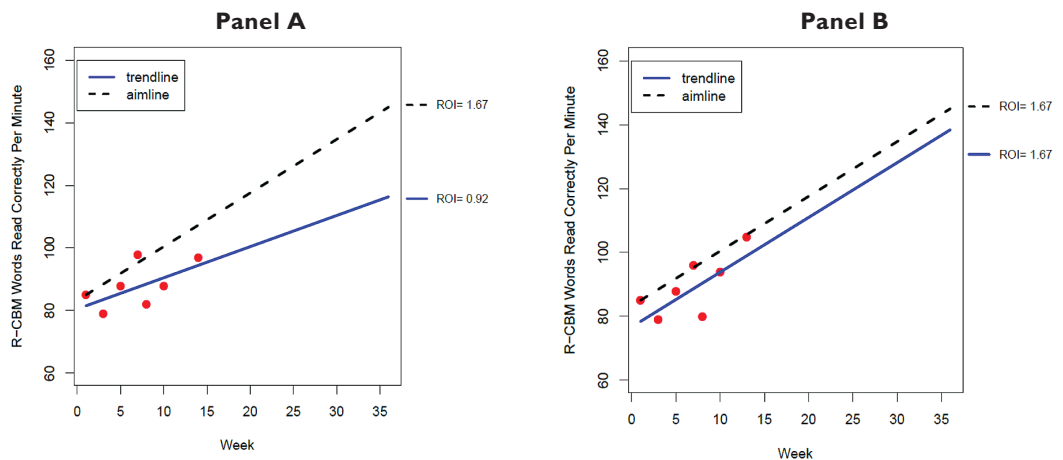 Panel A
R-CBM Words Read Correctly Per Minute
160
140
120
100
80
60
trendline
aimline
ROI= 1.67
ROI= 0.92
0 5 10 15 20 25 30 35
Week
Panel B
R-CBM Words Read Correctly Per Minute
160
140
120
100
80
60
trendline
aimline
ROI= 1.67
ROI= 1.67
0 5 10 15 20 25 30 35
Week